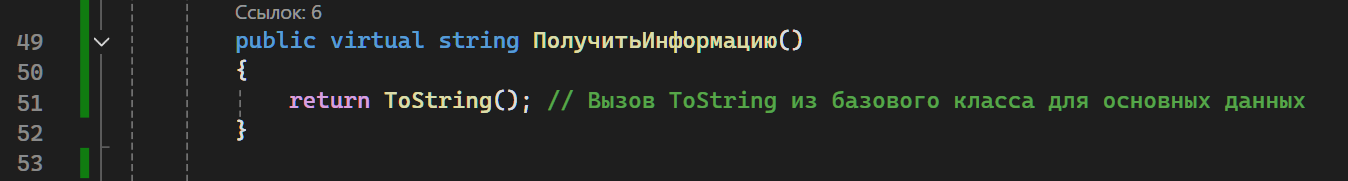 Ссылок: 6
49 public virtual string ПолучитьИнформацию()
50 {
51 return ToString(); // Вызов ToString из базового класса для основных данных
52 }
53